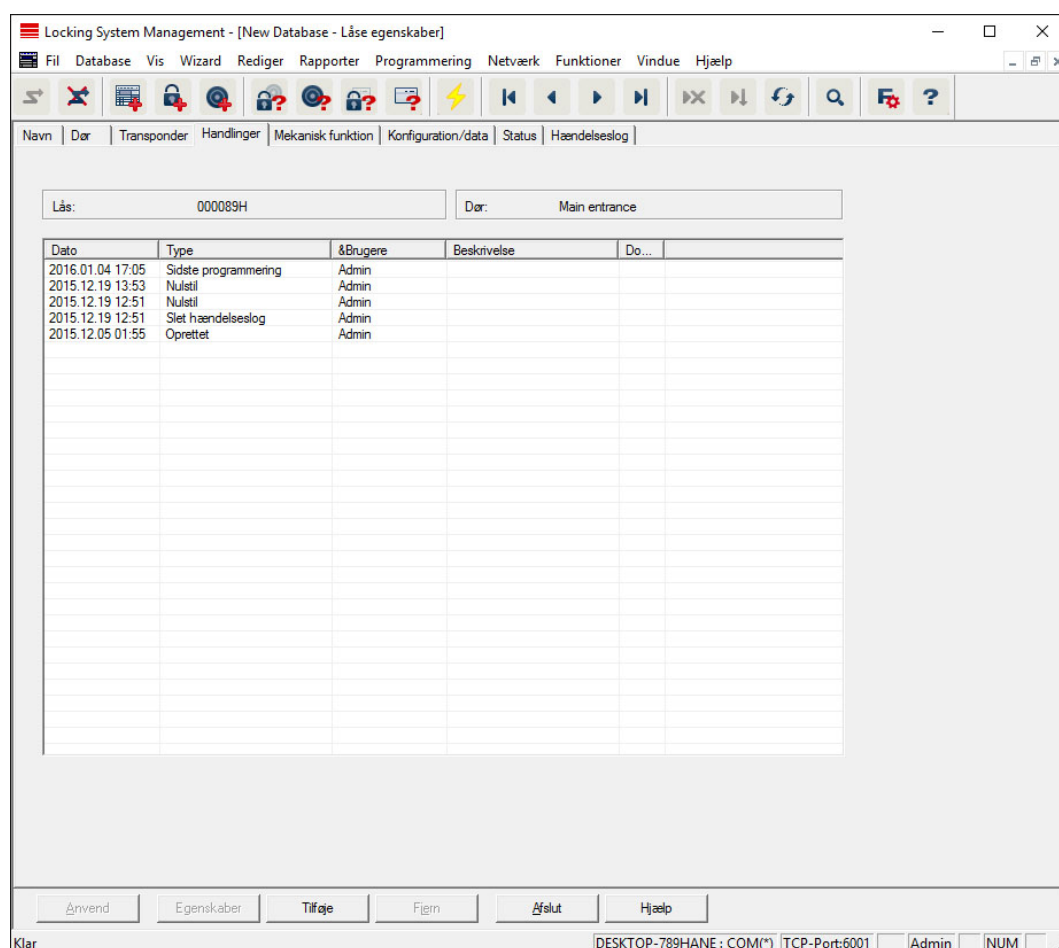 Locking System Management - [New Database - Låse egenskaber]
Fil Database Vis Wizard Rediger Rapporter Programmering Netværk Funktioner Vindue Hjælp
Navn Dør Transponder Handlinger Mekanisk funktion Konfiguration/data Status Hændelseslog
Lås: 000089H Dør: Main entrance
Dato Type &Brugere Beskrivelse Do...
2016.01.04 17:05 Sidste programmering Admin
2015.12.19 13:53 Nulstil Admin
2015.12.19 12:51 Nulstil Admin
2015.12.19 12:51 Slet hændelseslog Admin
2015.12.05 01:55 Oprettet Admin
Anvend Egenskaber Tilføje Fjern Afslut Hjælp
Klar DESKTOP-789HANE : COM(*) TCP-Port:6001 Admin NUM